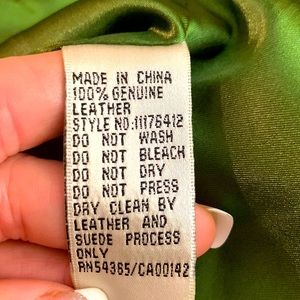 MADE IN CHINA
100% GENUINE
LEATHER
STYLE NO:11176412
DO NOT WASH
DO NOT BLEACH
DO NOT DRY
DO NOT PRESS
DRY CLEAN BY
LEATHER AND
SUEDE PROCESS
ONLY
RN54365/CA00142